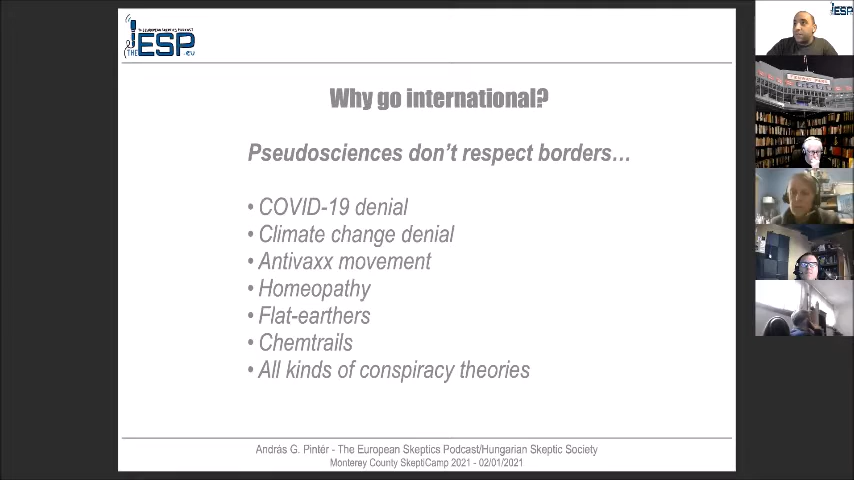 THE ESP.eu
Why go international?
Pseudosciences don't respect borders…
• COVID-19 denial
• Climate change denial
• Antivaxx movement
• Homeopathy
• Flat-earthers
• Chemtrails
• All kinds of conspiracy theories
András G. Pintér - The European Skeptics Podcast/Hungarian Skeptic Society
Monterey County SkeptiCamp 2021 - 02/01/2021
ESP